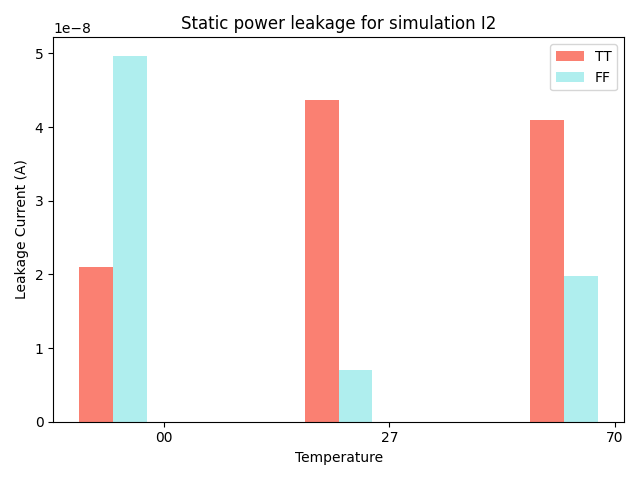 Static power leakage for simulation I2
1e−8
TT
FF
5
4
3
2
1
0
Leakage Current (A)
00
27
70
Temperature